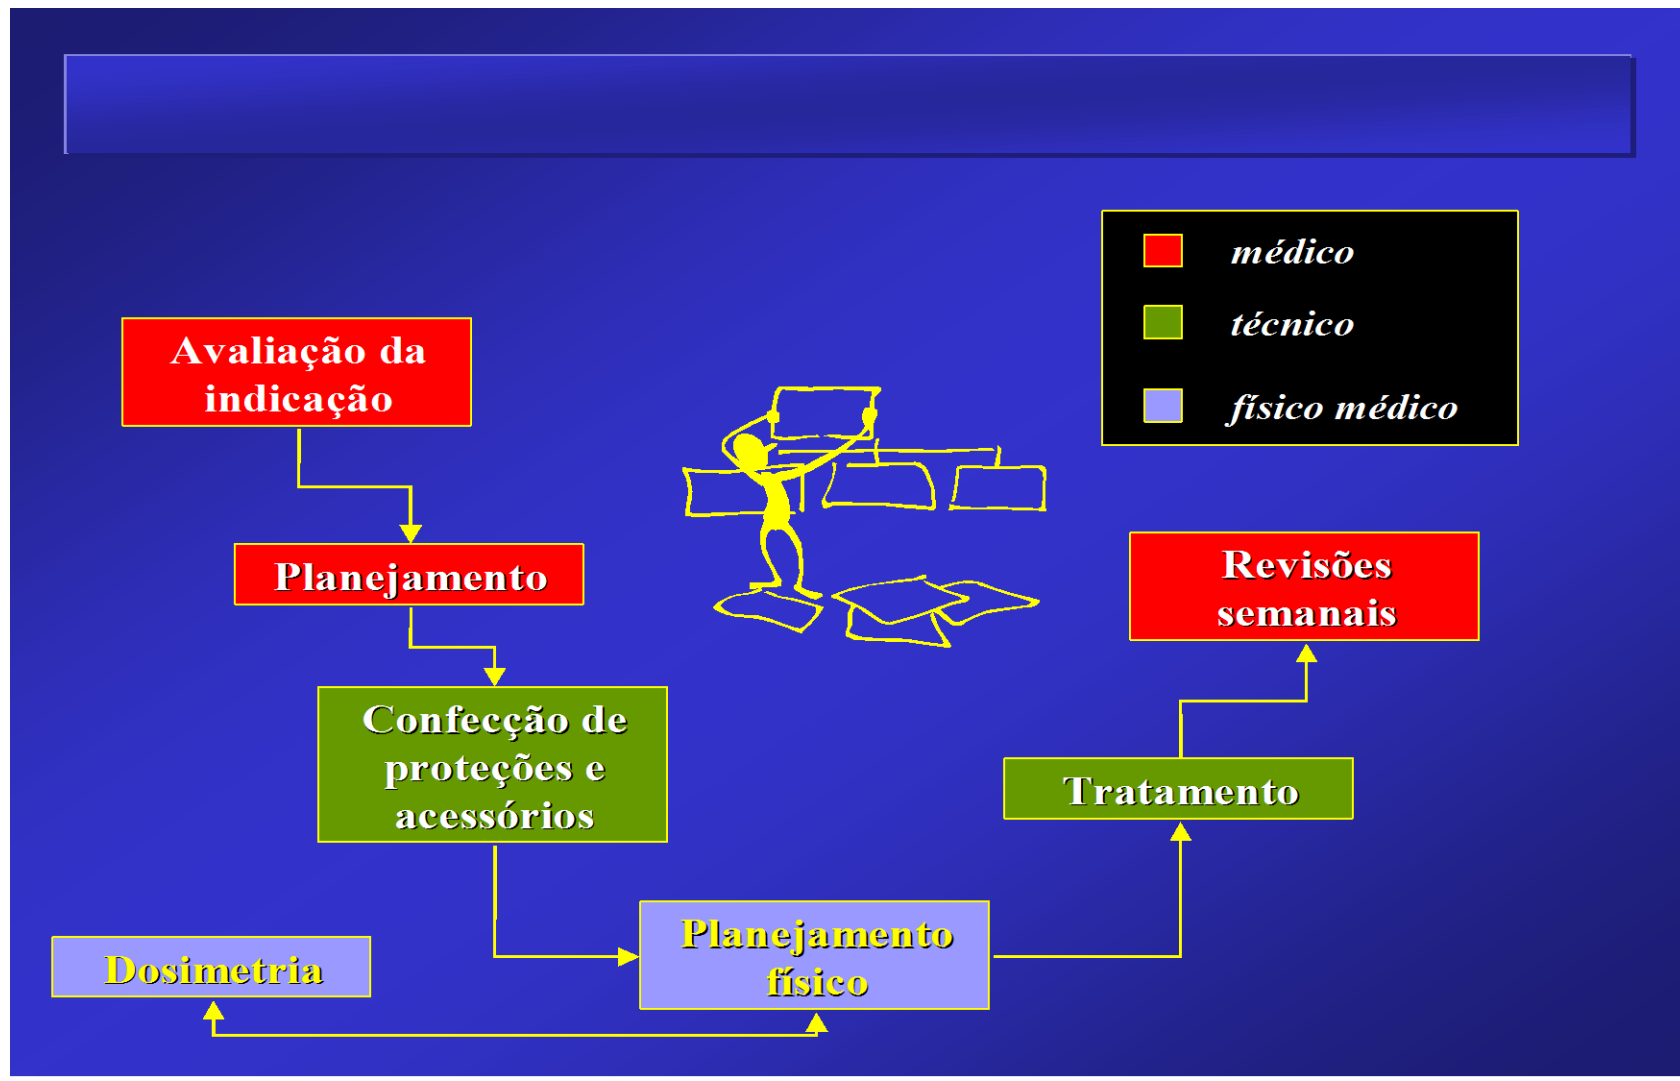 médico
técnico
físico médico
Avaliação da
indicação
Planejamento
Confecção de
proteções e
acessórios
Dosimetria
Planejamento
físico
Tratamento
Revisões
semanais